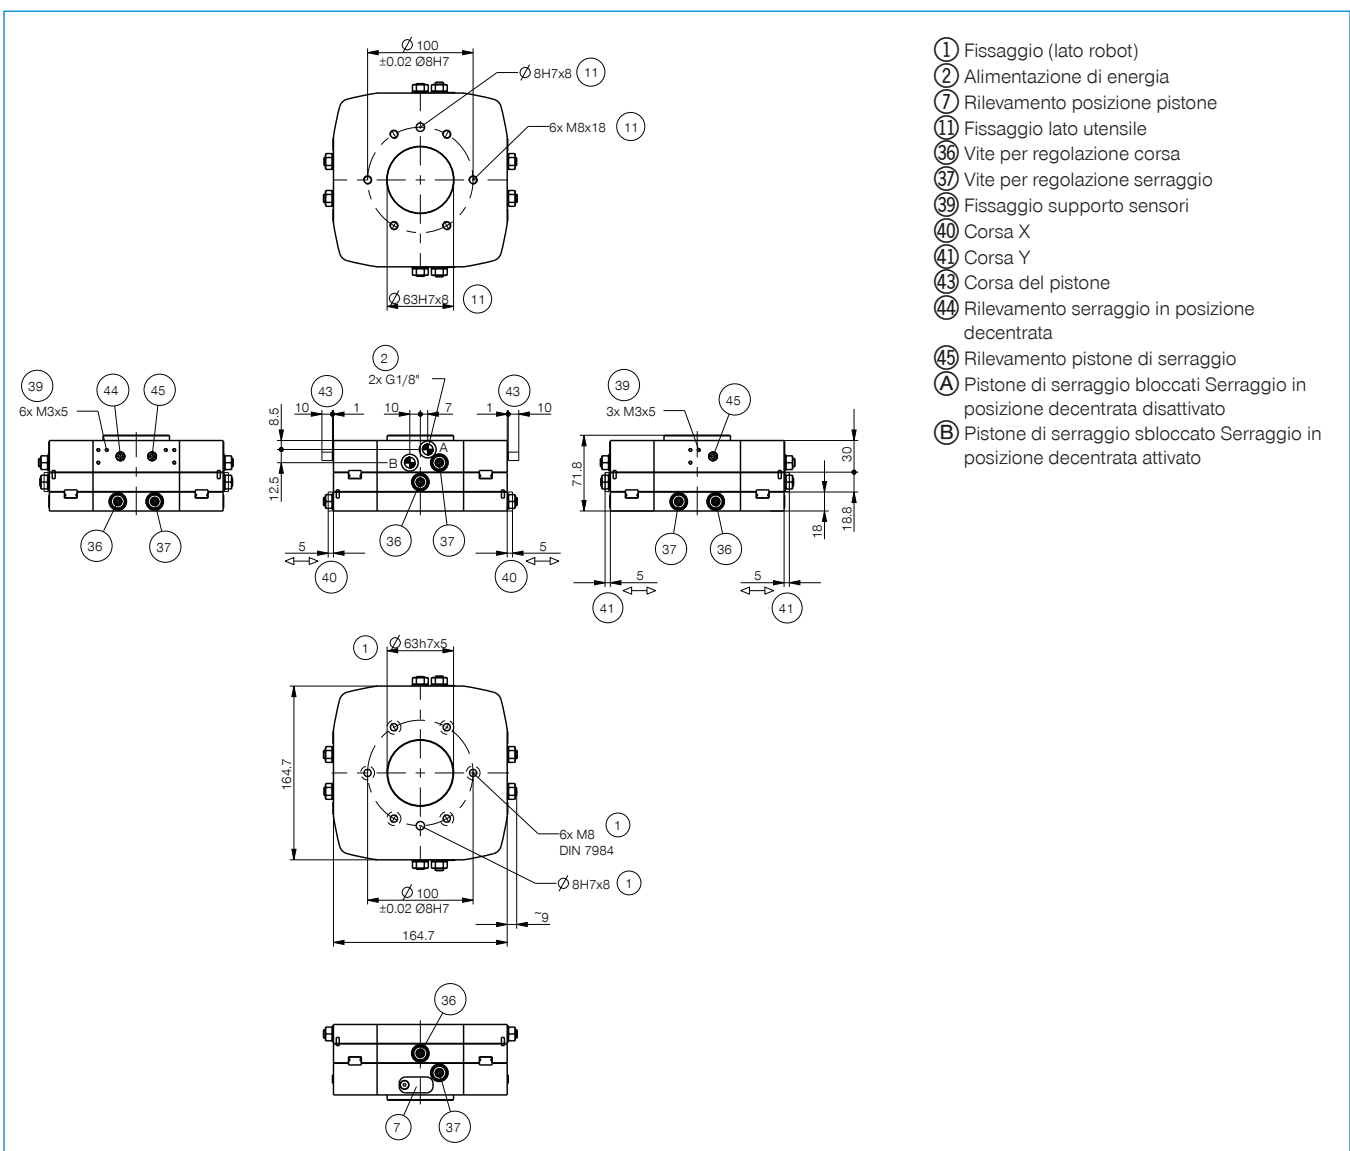 Ø 100
±0.02 Ø8H7
Ø 8H7x8 11
6x M8x18 11
Ø 63H7x8 11
1 Fissaggio (lato robot)
2 Alimentazione di energia
7 Rilevamento posizione pistone
11 Fissaggio lato utensile
36 Vite per regolazione corsa
37 Vite per regolazione serraggio
39 Fissaggio supporto sensori
40 Corsa X
41 Corsa Y
43 Corsa del pistone
44 Rilevamento serraggio in posizione
decentrata
45 Rilevamento pistone di serraggio
A Pistone di serraggio bloccati Serraggio in
posizione decentrata disattivato
B Pistone di serraggio sbloccato Serraggio in
posizione decentrata attivato
39
6x M3x5
44
45
36
37
2
2x G1/8"
43
43
10
1
10
7
1
10
8.5
12.5
A
B
36
37
5
5
40
40
39
3x M3x5
45
71.8
30
18
18.8
37
36
5
5
41
41
1
Ø 63h7x5
164.7
6x M8 1
DIN 7984
Ø 8H7x8 1
Ø 100
±0.02 Ø8H7
~9
164.7
36
7
37